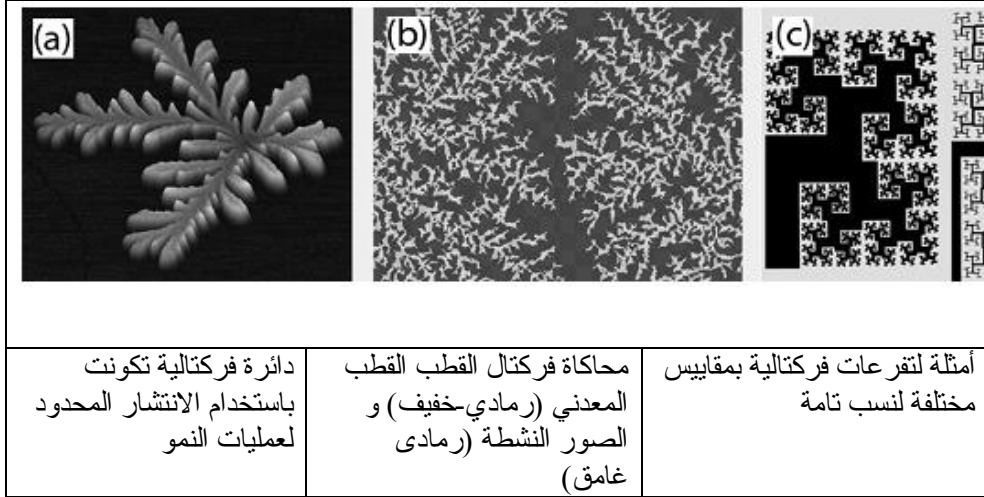 (a)
(b)
(c)
أمثلة لتفرعات فركتالية بمقاييس
مختلفة لنسب تامة
محاكاة فركتال القطب القطب
المعدني (رمادي-خفيف) و
الصور النشطة (رمادى
غامق)
دائرة فركتالية تكونت
باستخدام الانتشار المحدود
لعمليات النمو